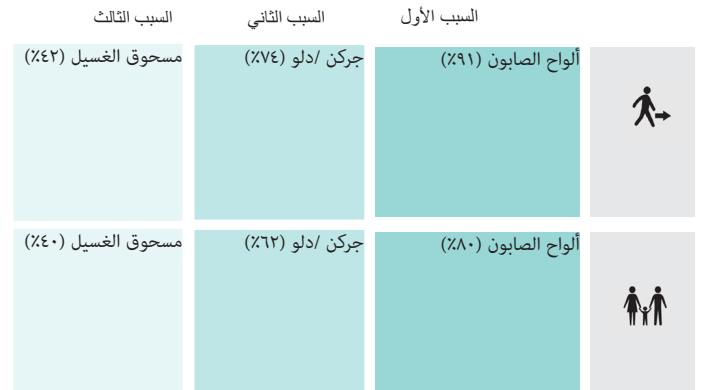 السبب الأول
السبب الثاني
السبب الثالث
ألواح الصابون (٩١٪)
جركن /دلو (٧٤٪)
مسحوق الغسيل (٤٢٪)
ألواح الصابون (٨٠٪)
جركن /دلو (٦٢٪)
مسحوق الغسيل (٤٠٪)